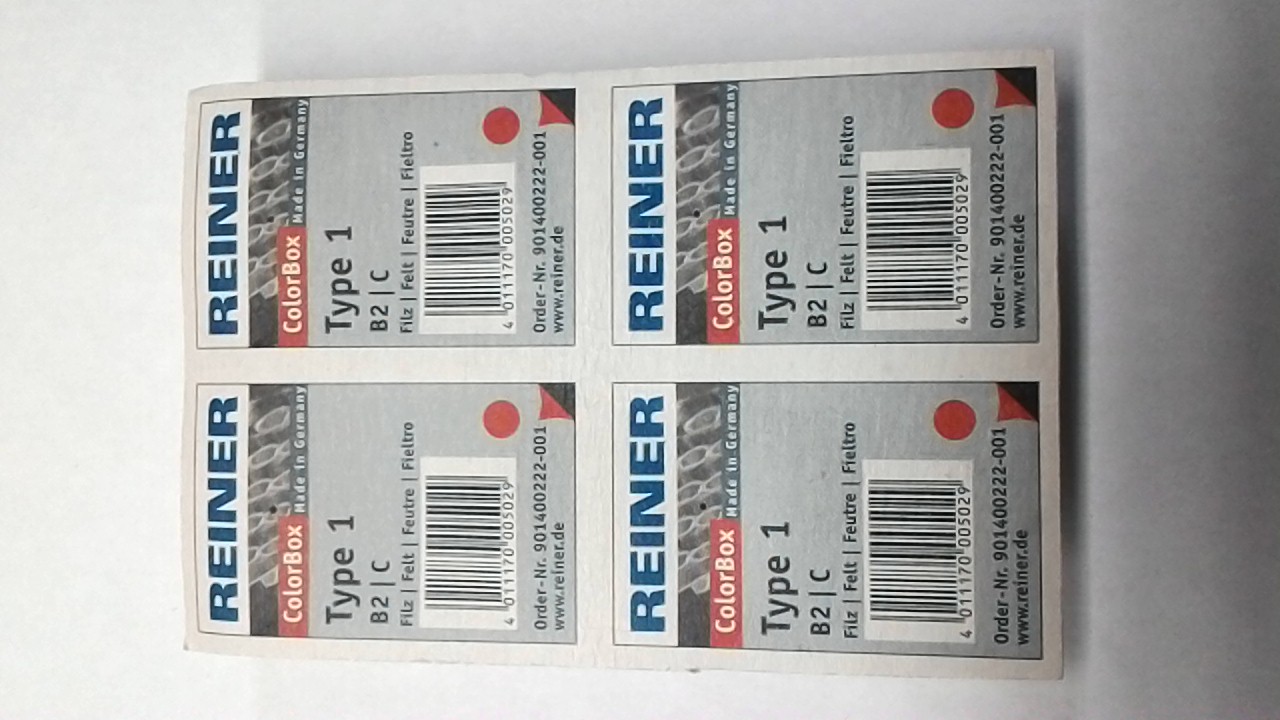 REINER
ColorBox Made in Germany
Type 1
B2 | C
Filz | Felt | Feutre | Fieltro
4 011170 005029
Order-Nr. 901400222-001
www.reiner.de
REINER
ColorBox Made in Germany
Type 1
B2 | C
Filz | Felt | Feutre | Fieltro
4 011170 005029
Order-Nr. 901400222-001
www.reiner.de
REINER
ColorBox Made in Germany
Type 1
B2 | C
Filz | Felt | Feutre | Fieltro
4 011170 005029
Order-Nr. 901400222-001
www.reiner.de
REINER
ColorBox Made in Germany
Type 1
B2 | C
Filz | Felt | Feutre | Fieltro
4 011170 005029
Order-Nr. 901400222-001
www.reiner.de